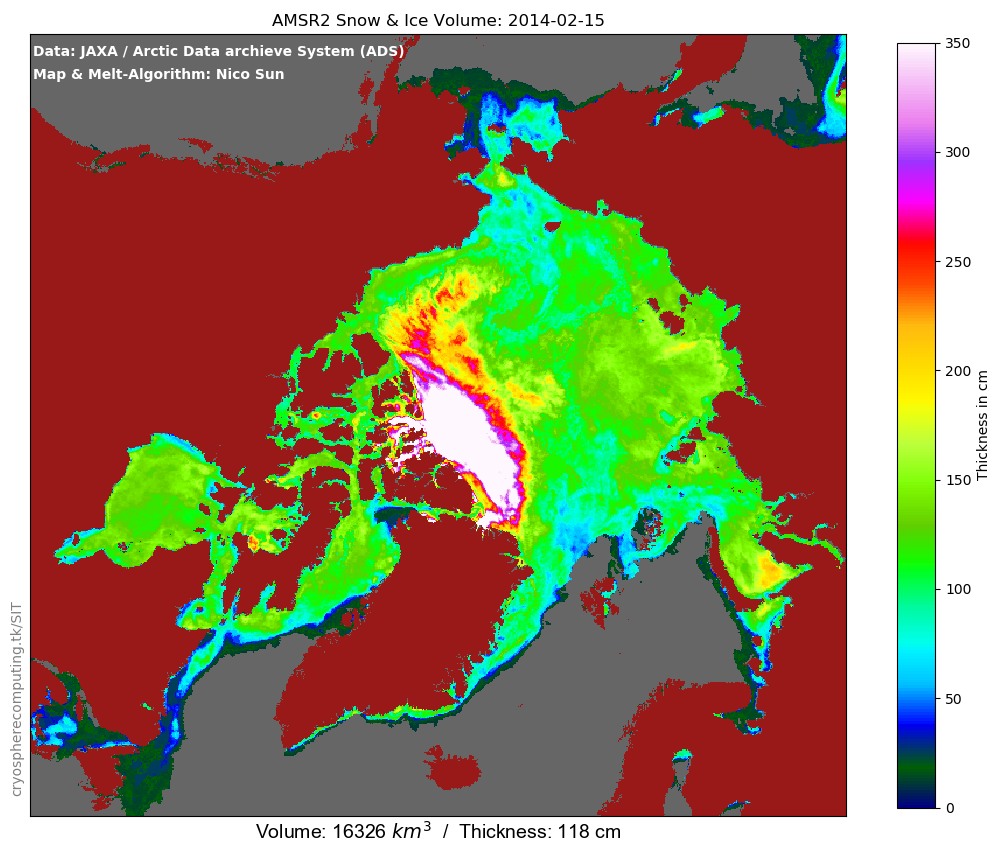 AMSR2 Snow & Ice Volume: 2014-02-15
Data: JAXA / Arctic Data archieve System (ADS)
Map & Melt-Algorithm: Nico Sun
350
300
250
200
150
100
50
0
Thickness in cm
cryospherecomputing.tk/SIT
Volume: 16326 km³ / Thickness: 118 cm